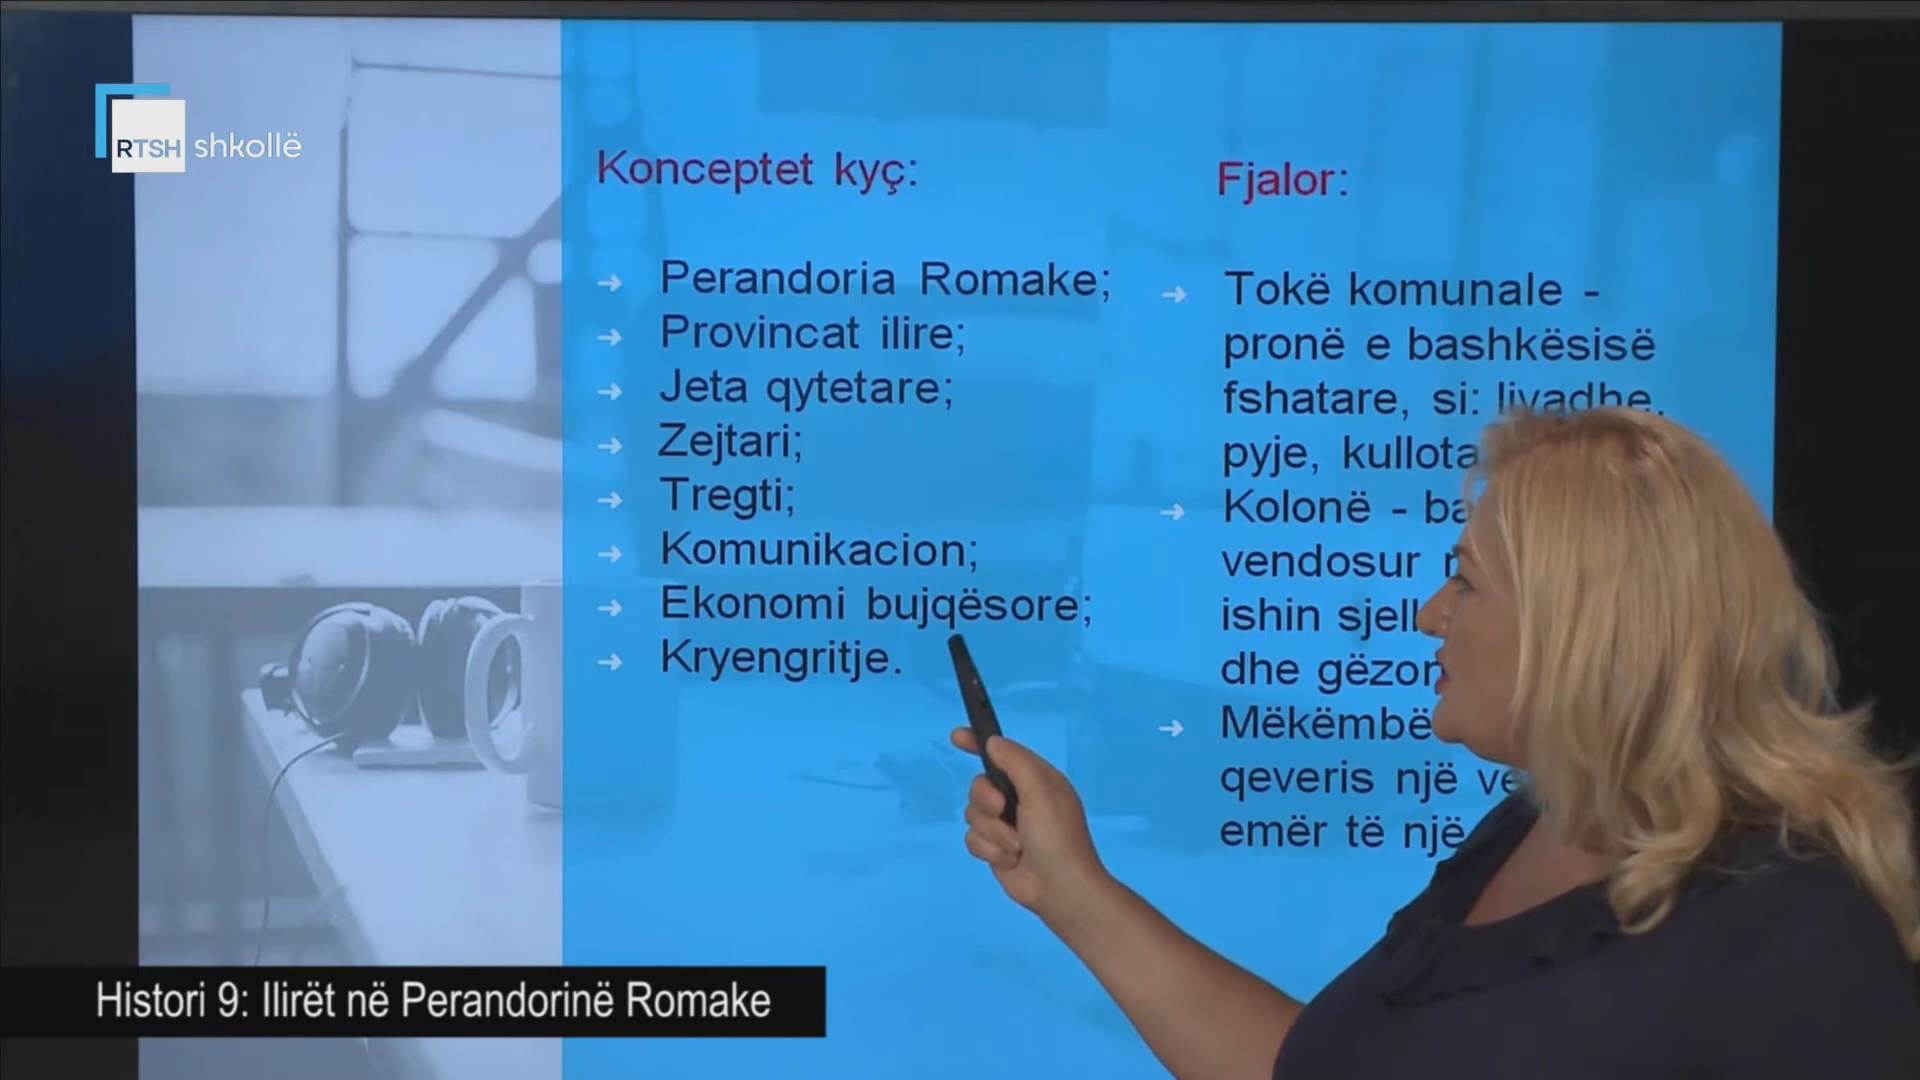 RTSH shkollë
Konceptet kyç:
Perandoria Romake;
Provincat ilire;
Jeta qytetare;
Zejtari;
Tregti;
Komunikacion;
Ekonomi bujqësore;
Kryengritje.
Fjalor:
Tokë komunale -
pronë e bashkësisë
fshatare, si: livadhe,
pyje,
Kolonë -
vendosur
ishin
dhe
qeveris një
emër të një
Histori 9: Ilirët në Perandorinë Romake